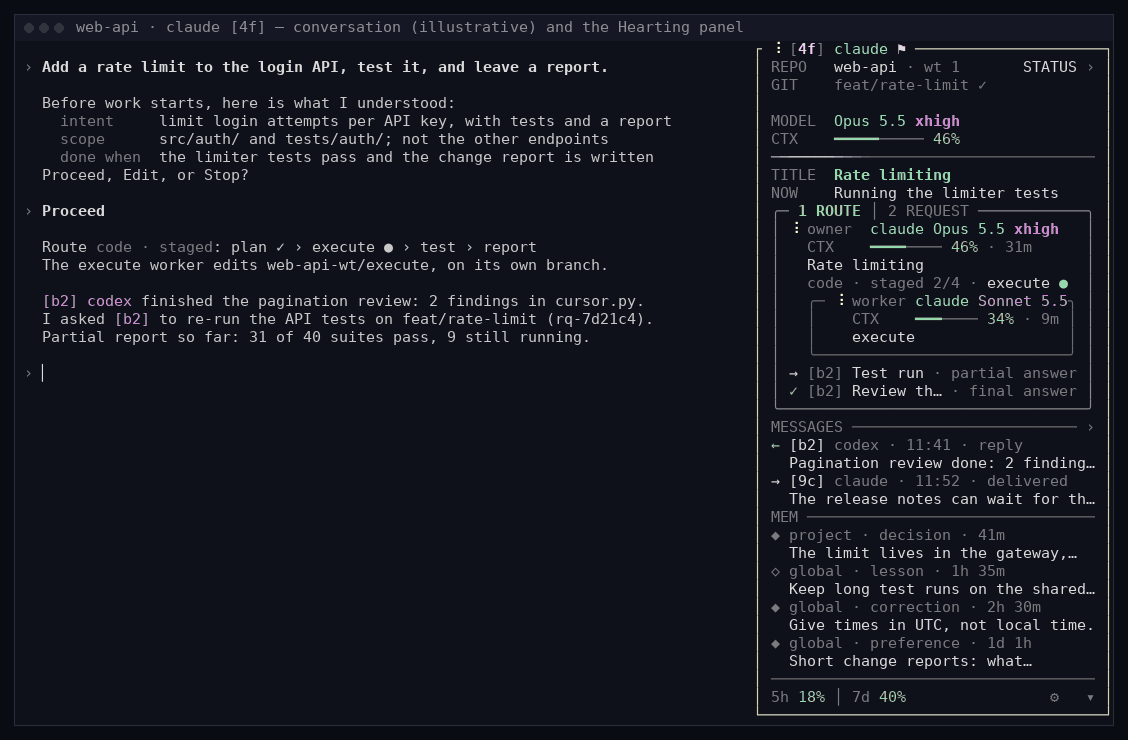 web-api · claude [4f] — conversation (illustrative) and the Hearting panel
› Add a rate limit to the login API, test it, and leave a report.
Before work starts, here is what I understood:
intent limit login attempts per API key, with tests and a report
scope src/auth/ and tests/auth/; not the other endpoints
done when the limiter tests pass and the change report is written
Proceed, Edit, or Stop?
› Proceed
Route code · staged: plan ✓ › execute ● › test › report
The execute worker edits web-api-wt/execute, on its own branch.
[b2] codex finished the pagination review: 2 findings in cursor.py.
I asked [b2] to re-run the API tests on feat/rate-limit (rq-7d21c4).
Partial report so far: 31 of 40 suites pass, 9 still running.
›
[4f] claude ⚑
REPO web-api · wt 1 STATUS ›
GIT feat/rate-limit ✓
MODEL Opus 5.5 xhigh
CTX 46%
TITLE Rate limiting
NOW Running the limiter tests
1 ROUTE │ 2 REQUEST
owner claude Opus 5.5 xhigh
CTX 46% · 31m
Rate limiting
code · staged 2/4 · execute ●
worker claude Sonnet 5.5
CTX 34% · 9m
execute
→ [b2] Test run · partial answer
✓ [b2] Review th… · final answer
MESSAGES ›
← [b2] codex · 11:41 · reply
Pagination review done: 2 finding…
→ [9c] claude · 11:52 · delivered
The release notes can wait for th…
MEM
◆ project · decision · 41m
The limit lives in the gateway,…
◇ global · lesson · 1h 35m
Keep long test runs on the shared…
◆ global · correction · 2h 30m
Give times in UTC, not local time.
◆ global · preference · 1d 1h
Short change reports: what…
5h 18% │ 7d 40% ⚙ ▾